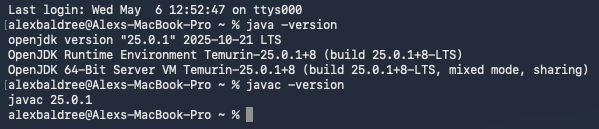 Last login: Wed May  6 12:52:47 on ttys000
alexbaldree@Alexs-MacBook-Pro ~ % java -version
openjdk version "25.0.1" 2025-10-21 LTS
OpenJDK Runtime Environment Temurin-25.0.1+8 (build 25.0.1+8-LTS)
OpenJDK 64-Bit Server VM Temurin-25.0.1+8 (build 25.0.1+8-LTS, mixed mode, sharing)
alexbaldree@Alexs-MacBook-Pro ~ % javac -version
javac 25.0.1
alexbaldree@Alexs-MacBook-Pro ~ %